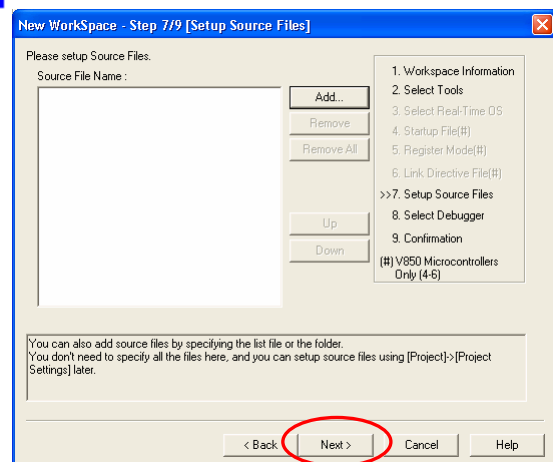 New WorkSpace - Step 7/9 [Setup Source Files]
Please setup Source Files.
Source File Name :
Add...
Remove
Remove All
Up
Down
1. Workspace Information
2. Select Tools
3. Select Real-Time OS
4. Startup File(#)
5. Register Mode(#)
6. Link Directive File(#)
>>7. Setup Source Files
8. Select Debugger
9. Confirmation
(#) V850 Microcontrollers
Only (4-6)
You can also add source files by specifying the list file or the folder.
You don't need to specify all the files here, and you can setup source files using [Project]->[Project
Settings] later.
< Back
Next >
Cancel
Help